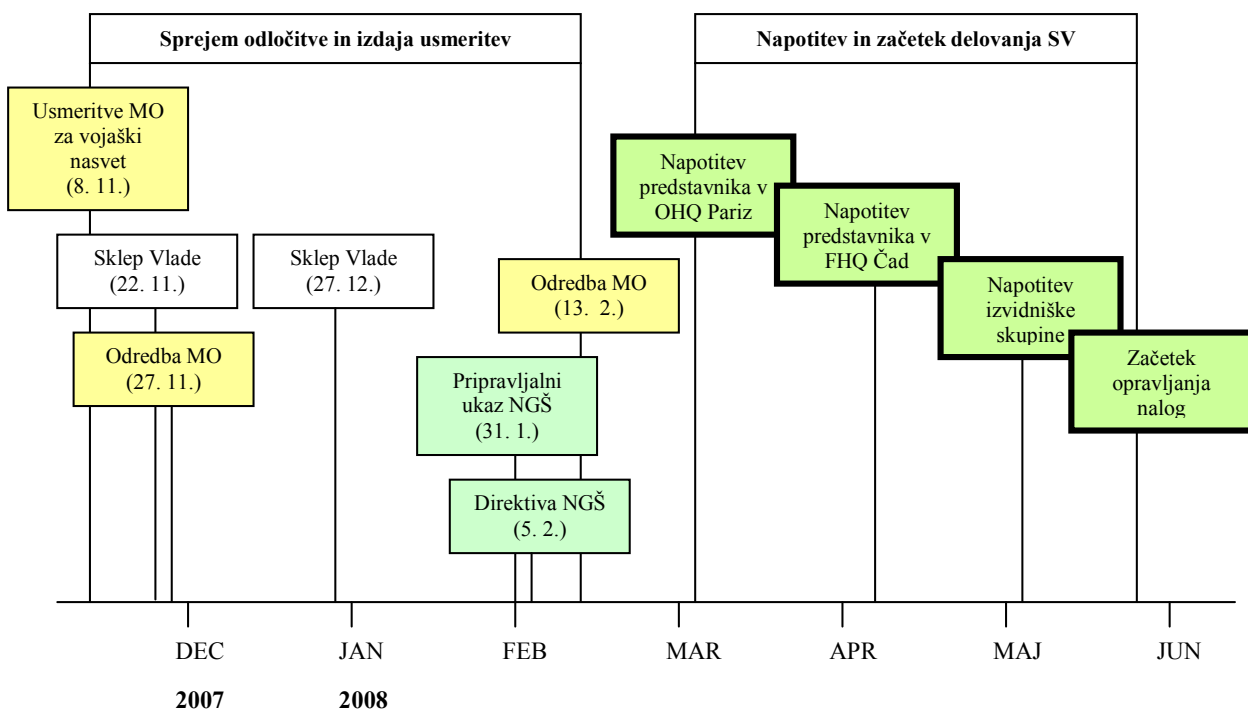 Sprejem odločitve in izdaja usmeritev
Napotitev in začetek delovanja SV
Usmeritve MO
za vojaški
nasvet
(8. 11.)
Sklep Vlade
(22. 11.)
Odredba MO
(27. 11.)
Sklep Vlade
(27. 12.)
Odredba MO
(13. 2.)
Pripravljalni
ukaz NGŠ
(31. 1.)
Direktiva NGŠ
(5. 2.)
Napotitev
predstavnika v
OHQ Pariz
Napotitev
predstavnika v
FHQ Čad
Napotitev
izvidniške
skupine
Začetek
opravljanja
nalog
DEC JAN FEB MAR APR MAJ JUN
2007 2008